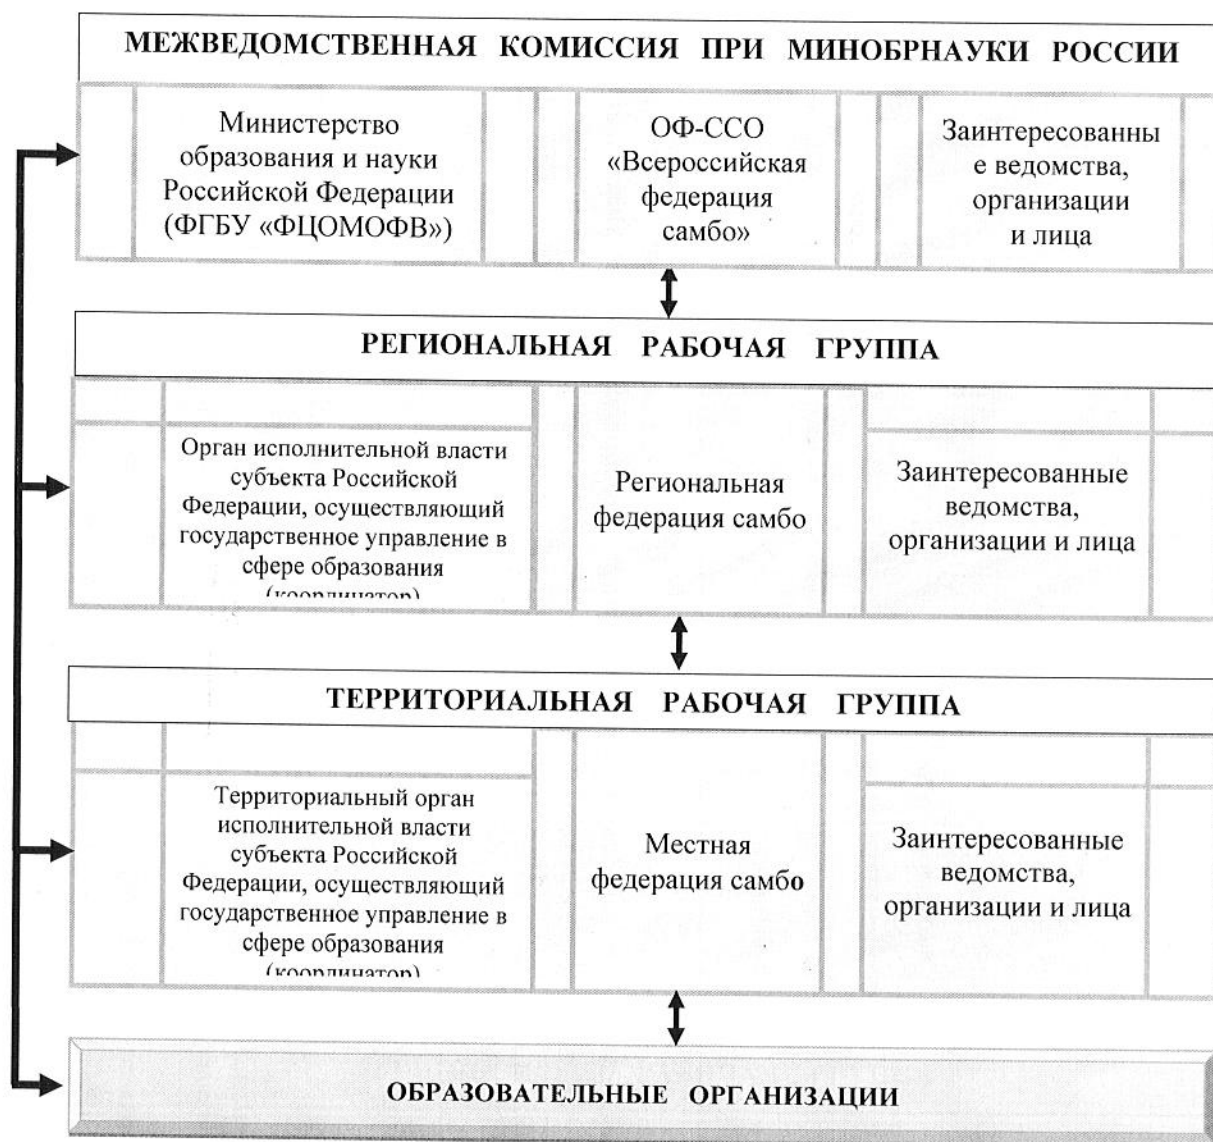 МЕЖВЕДОМСТВЕННАЯ КОМИССИЯ ПРИ МИНОБРНАУКИ РОССИИ
Министерство
образования и науки
Российской Федерации
(ФГБУ «ФЦОМОФВ»)
ОФ-ССО
«Всероссийская
федерация
самбо»
Заинтересованны
е ведомства,
организации
и лица
РЕГИОНАЛЬНАЯ РАБОЧАЯ ГРУППА
Орган исполнительной власти
субъекта Российской
Федерации, осуществляющий
государственное управление в
сфере образования
(координатор)
Региональная
федерация самбо
Заинтересованные
ведомства,
организации и лица
ТЕРРИТОРИАЛЬНАЯ РАБОЧАЯ ГРУППА
Территориальный орган
исполнительной власти
субъекта Российской
Федерации, осуществляющий
государственное управление в
сфере образования
(координатор)
Местная
федерация самбо
Заинтересованные
ведомства,
организации и лица
ОБРАЗОВАТЕЛЬНЫЕ ОРГАНИЗАЦИИ